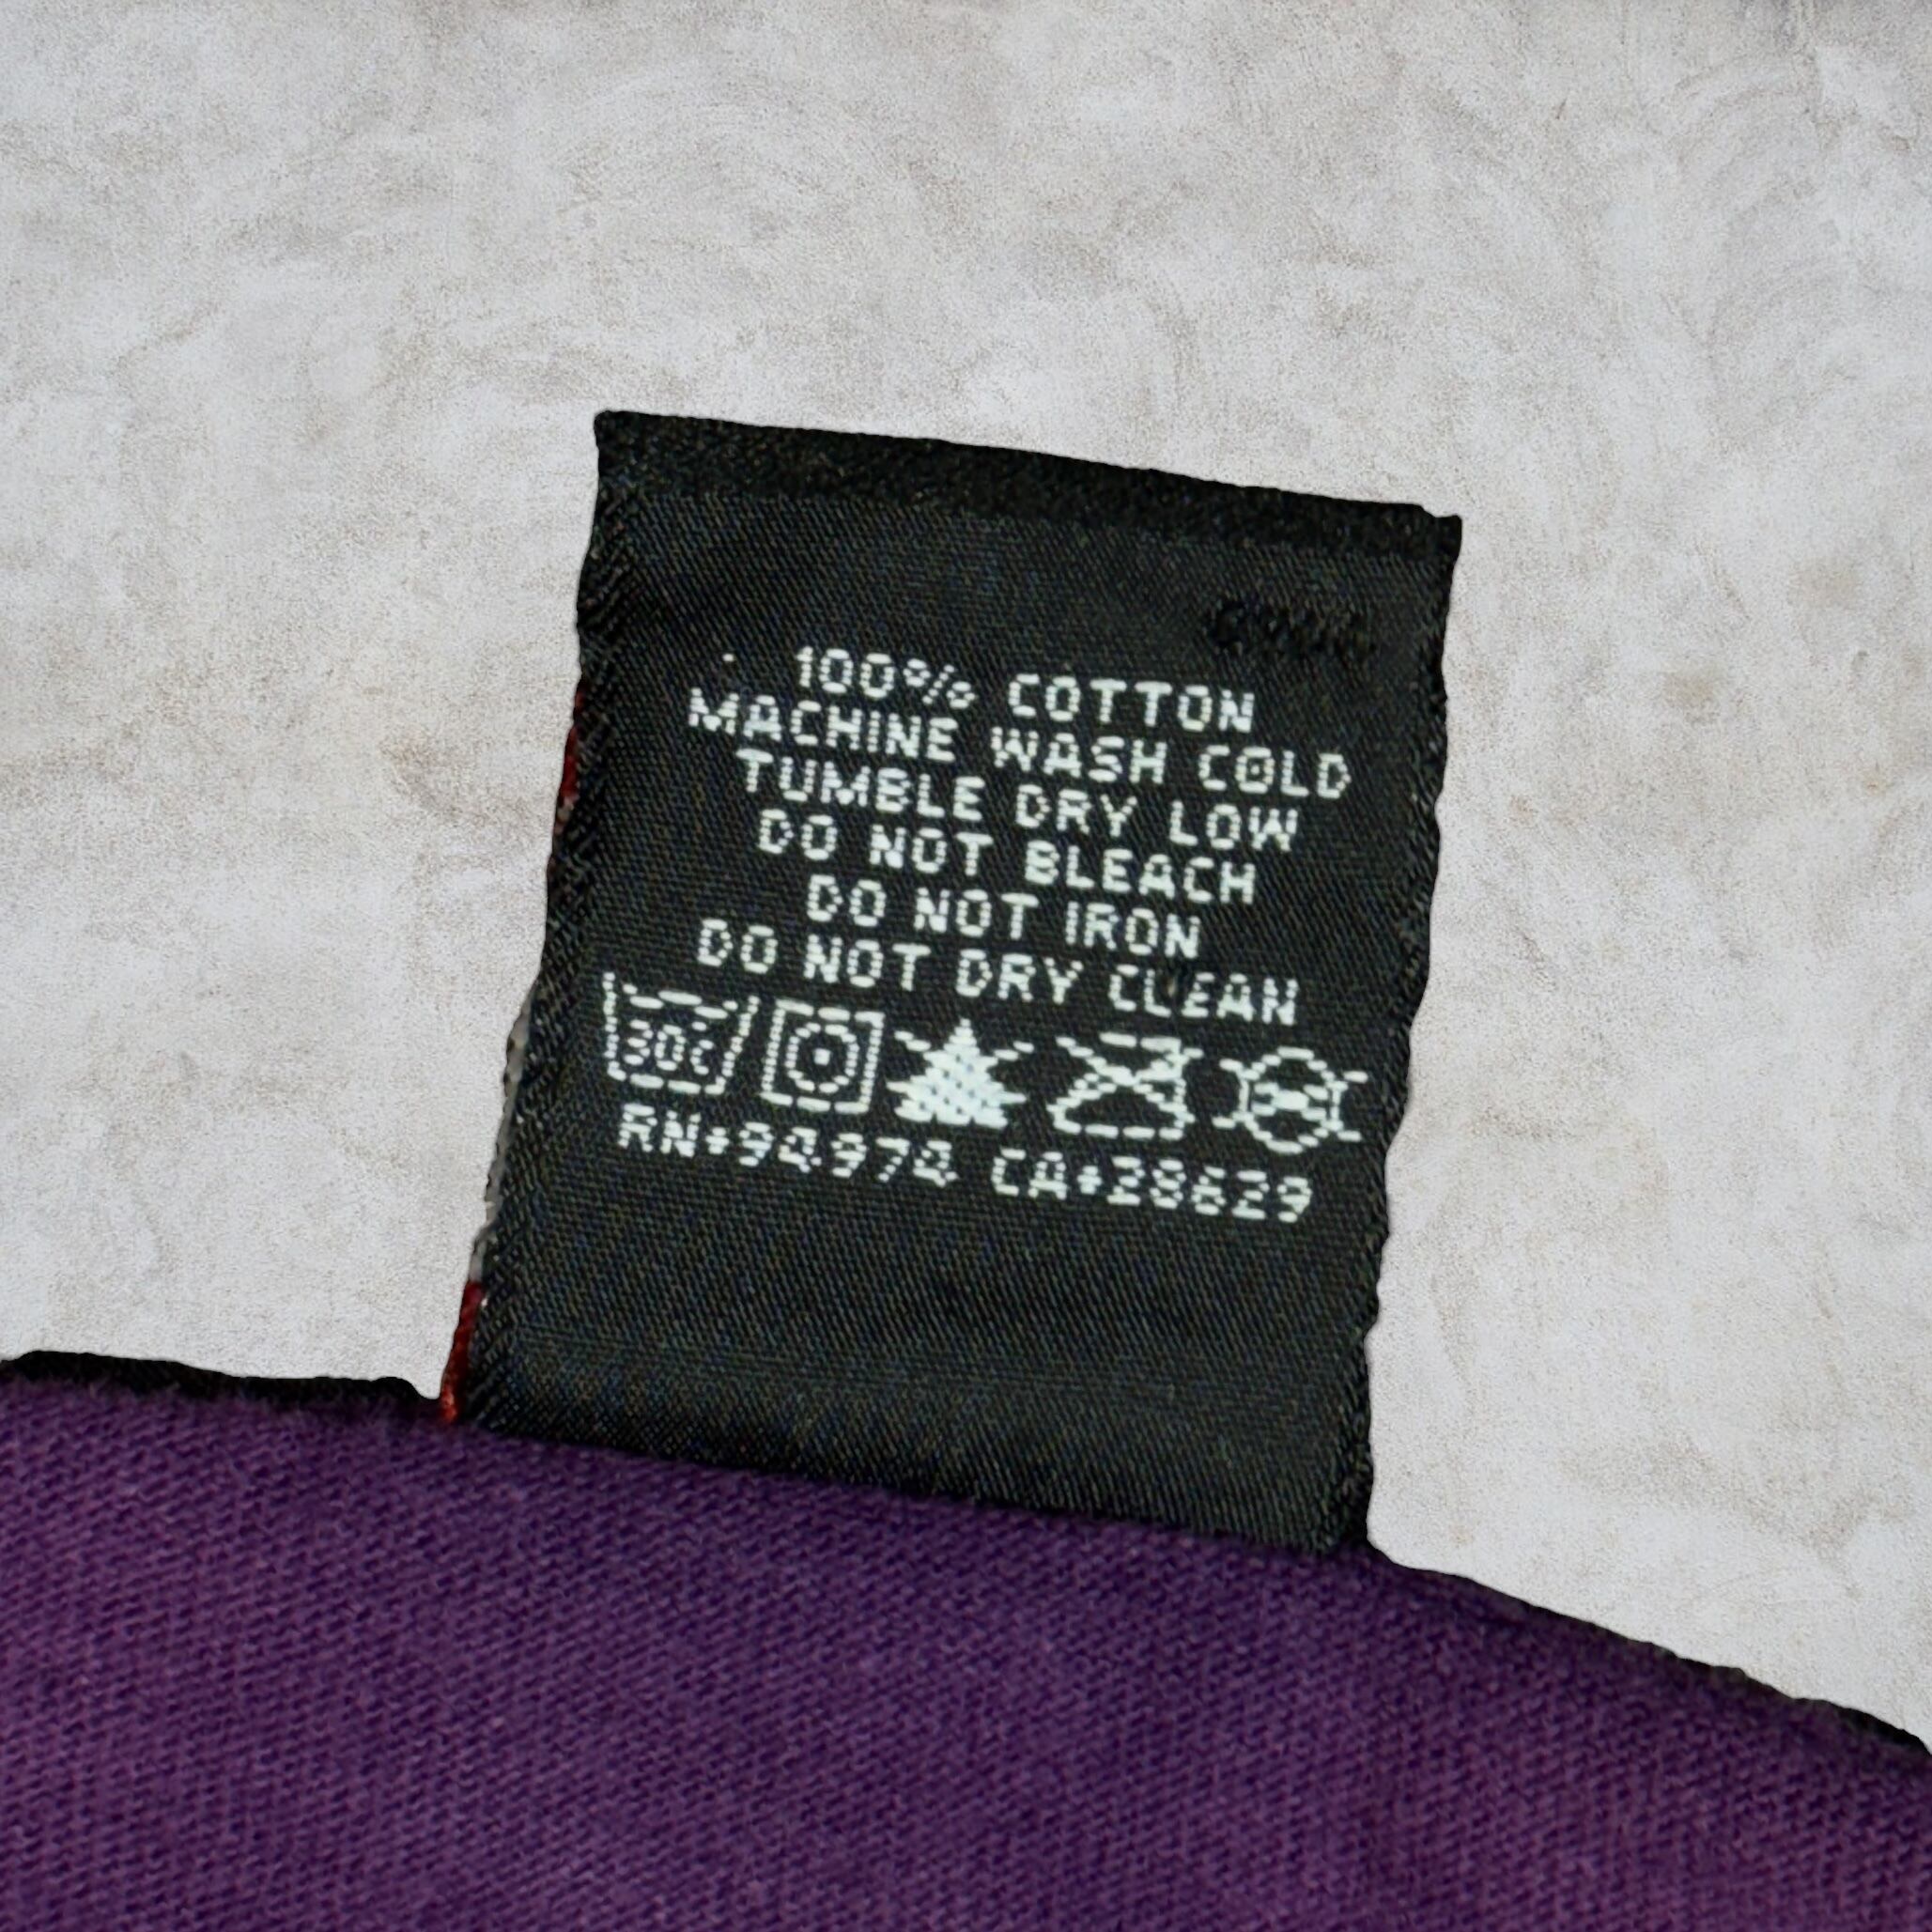 100% COTTON
MACHINE WASH COLD
TUMBLE DRY LOW
DO NOT BLEACH
DO NOT IRON
DO NOT DRY CLEAN
30c
RN+94974 CA+28629